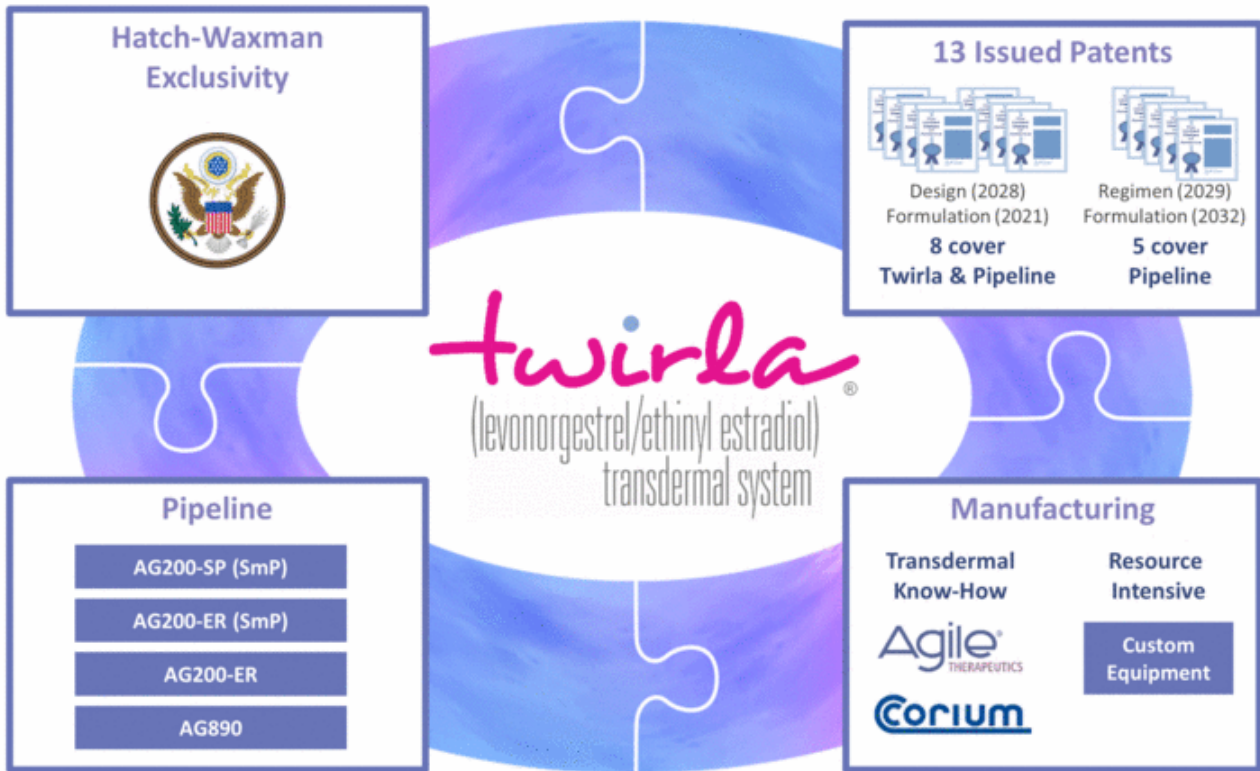 Hatch-Waxman
Exclusivity
13 Issued Patents
Design (2028)
Formulation (2021)
8 cover
Twirla & Pipeline
Regimen (2029)
Formulation (2032)
5 cover
Pipeline
twirla®
(levonorgestrel/ethinyl estradiol)
transdermal system
Pipeline
AG200-SP (SmP)
AG200-ER (SmP)
AG200-ER
AG890
Manufacturing
Transdermal
Know-How
Agile®
THERAPEUTICS
Corium
Resource
Intensive
Custom
Equipment